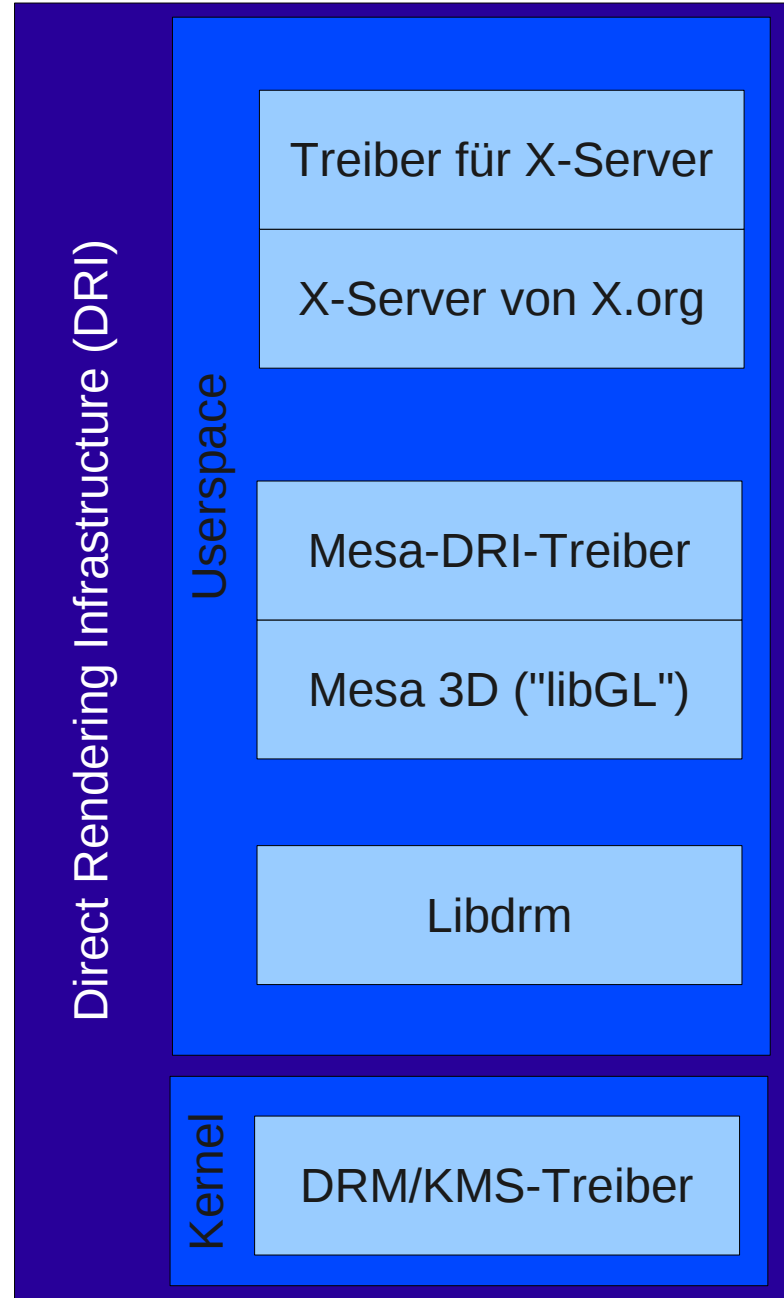 Direct Rendering Infrastructure (DRI)
Userspace
Treiber für X-Server
X-Server von X.org
Mesa-DRI-Treiber
Mesa 3D ("libGL")
Libdrm
Kernel
DRM/KMS-Treiber